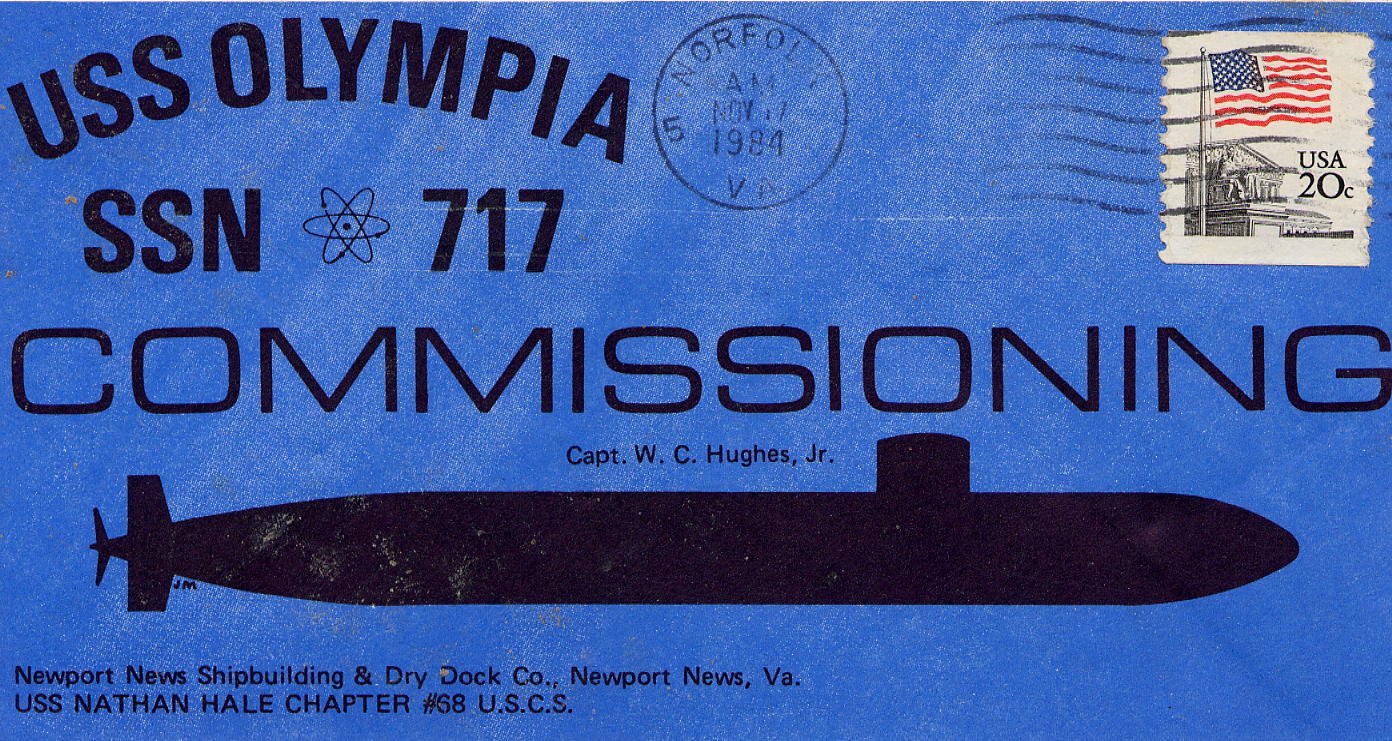 USS OLYMPIA
SSN 717
NORFOLK
AM
NOV 17
1984
VA
USA
20c
COMMISSIONING
Capt. W. C. Hughes, Jr.
JM
Newport News Shipbuilding & Dry Dock Co., Newport News, Va.
USS NATHAN HALE CHAPTER #68 U.S.C.S.